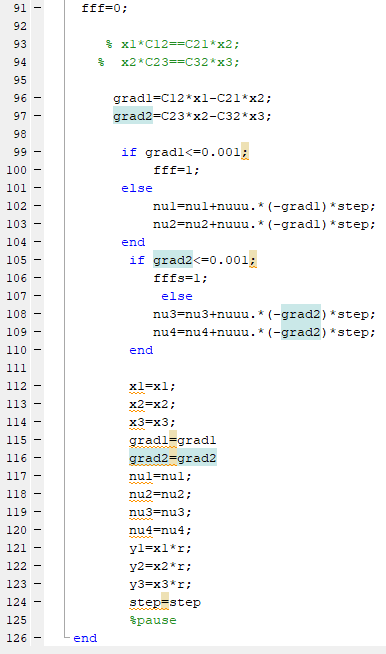 91 – fff=0;
92
93 % x1*C12==C21*x2;
94 % x2*C23==C32*x3;
95
96 – grad1=C12*x1-C21*x2;
97 – grad2=C23*x2-C32*x3;
98
99 – if grad1<=0.001;
100 – fff=1;
101 – else
102 – nu1=nu1+nuuu.*(-grad1)*step;
103 – nu2=nu2+nuuu.*(-grad1)*step;
104 – end
105 – if grad2<=0.001;
106 – fffs=1;
107 – else
108 – nu3=nu3+nuuu.*(-grad2)*step;
109 – nu4=nu4+nuuu.*(-grad2)*step;
110 – end
111
112 – x1=x1;
113 – x2=x2;
114 – x3=x3;
115 – grad1=grad1
116 – grad2=grad2
117 – nu1=nu1;
118 – nu2=nu2;
119 – nu3=nu3;
120 – nu4=nu4;
121 – y1=x1*r;
122 – y2=x2*r;
123 – y3=x3*r;
124 – step=step
125 %pause
126 – end